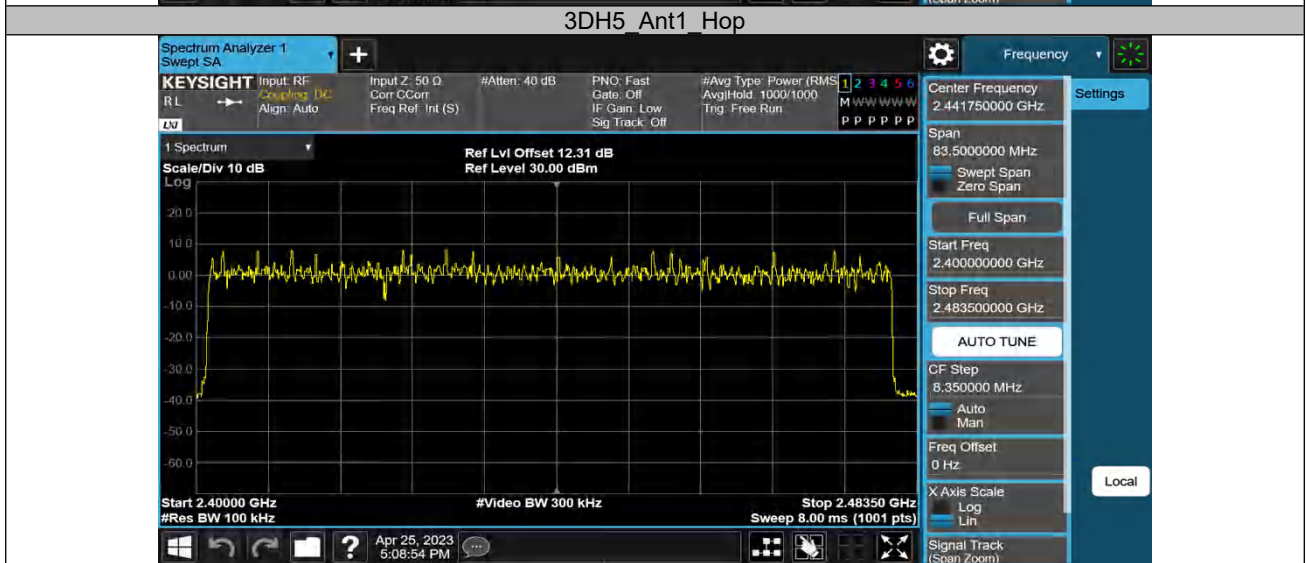 (Span Zoom)
3DH5_Ant1_Hop
Spectrum Analyzer 1
Swept SA
+
Frequency
KEYSIGHT
RL
LXI
Input: RF
Coupling: DC
Align: Auto
Input Z: 50 Ω
Corr CCorr
Freq Ref: Int (S)
#Atten: 40 dB
PNO: Fast
Gate: Off
IF Gain: Low
Sig Track: Off
#Avg Type: Power (RMS
Avg|Hold: 1000/1000
Trig: Free Run
1 2 3 4 5 6
M W W W W W
P P P P P P
Center Frequency
2.441750000 GHz
Settings
1 Spectrum
Scale/Div 10 dB
Ref Lvl Offset 12.31 dB
Ref Level 30.00 dBm
Log
20.0
10.0
0.00
-10.0
-20.0
-30.0
-40.0
-50.0
-60.0
Start 2.40000 GHz
#Res BW 100 kHz
#Video BW 300 kHz
Stop 2.48350 GHz
Sweep 8.00 ms (1001 pts)
Span
83.5000000 MHz
Swept Span
Zero Span
Full Span
Start Freq
2.400000000 GHz
Stop Freq
2.483500000 GHz
AUTO TUNE
CF Step
8.350000 MHz
Auto
Man
Freq Offset
0 Hz
X Axis Scale
Log
Lin
Local
Signal Track
(Span Zoom)
?
Apr 25, 2023
5:08:54 PM